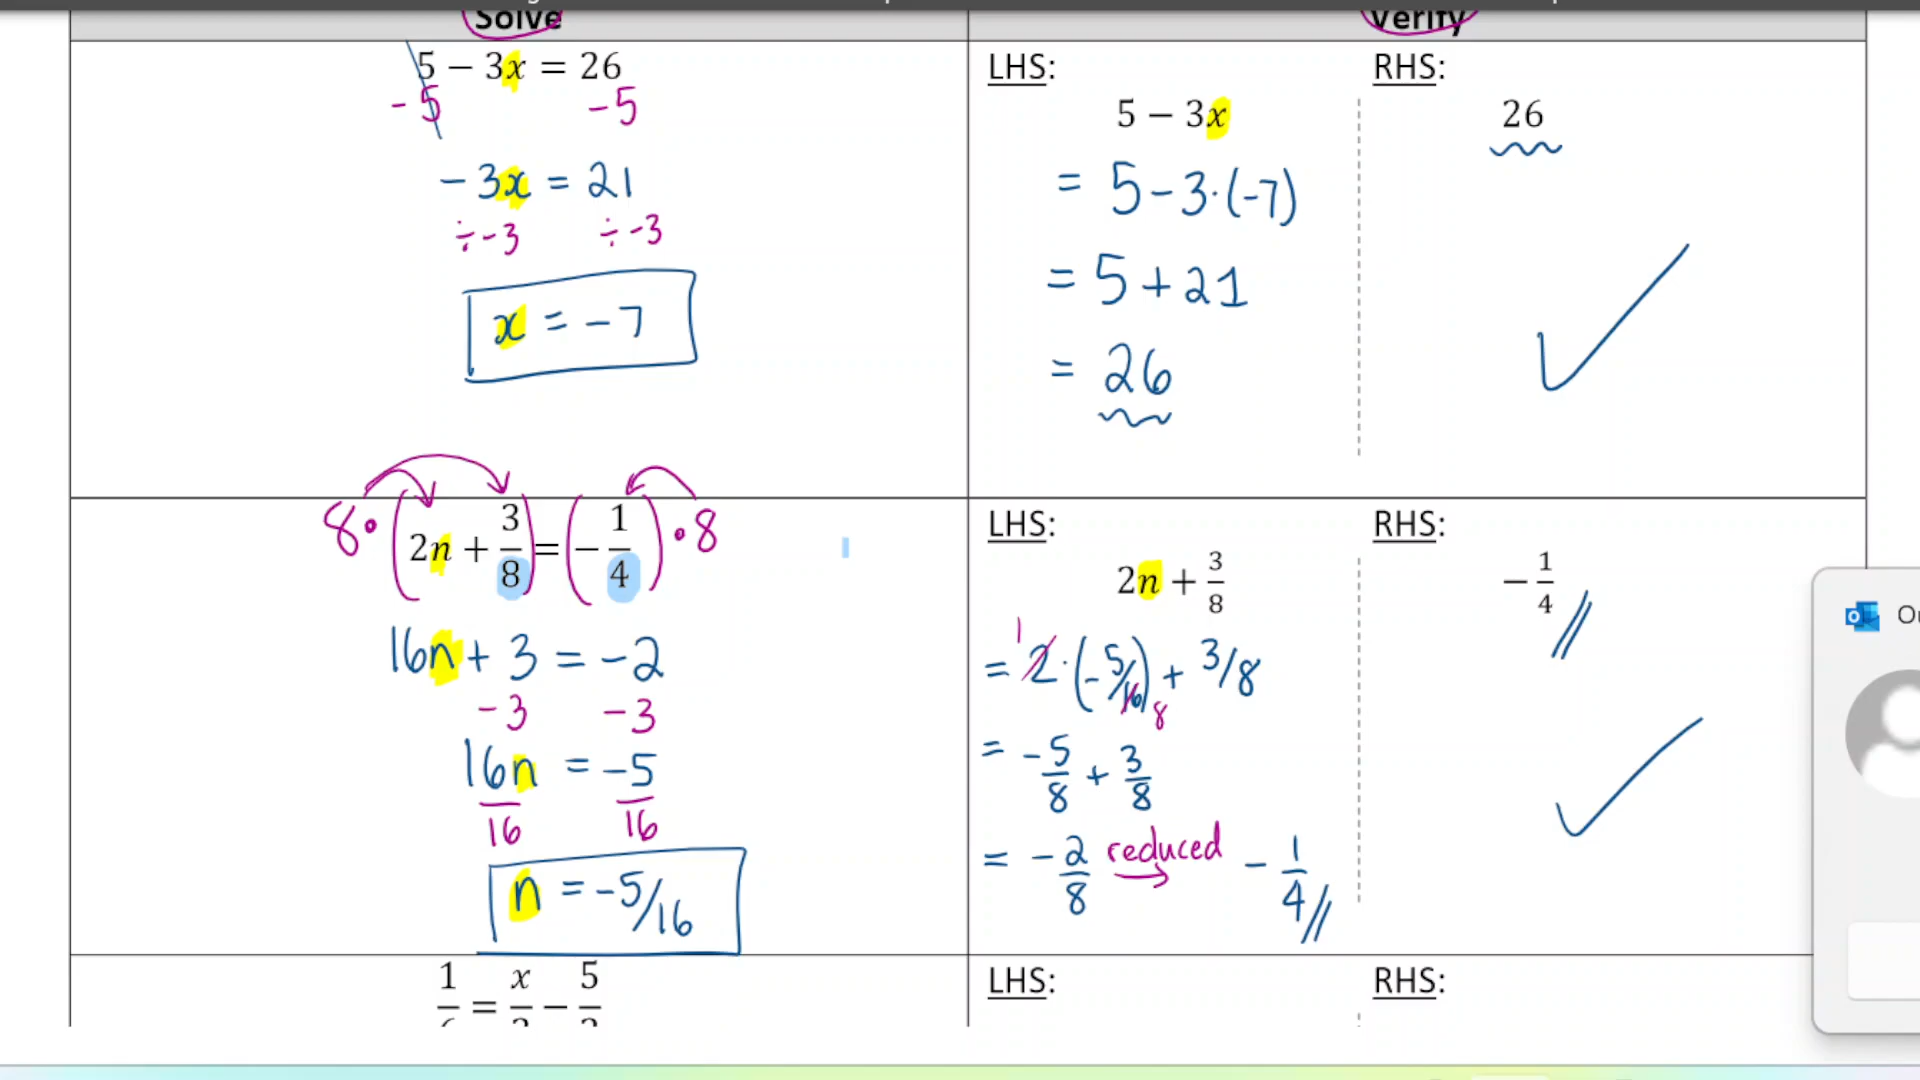 Solve
Verify
5 − 3x = 26
- 5 - 5
- 3x = 21
÷ -3 ÷ -3
x = - 7
LHS:
RHS:
5 − 3x
26
= 5 - 3·(-7)
= 5 + 21
= 26
8 · (2n + 3/8) = (− 1/4) · 8
16n + 3 = -2
- 3 - 3
16n = -5
16 16
n = -5/16
LHS:
RHS:
2n + 3/8
− 1/4
1
= 2·(-5/16) + 3/8
8
= -5/8 + 3/8
= -2/8 reduced - 1/4
= x − 5
LHS:
RHS: